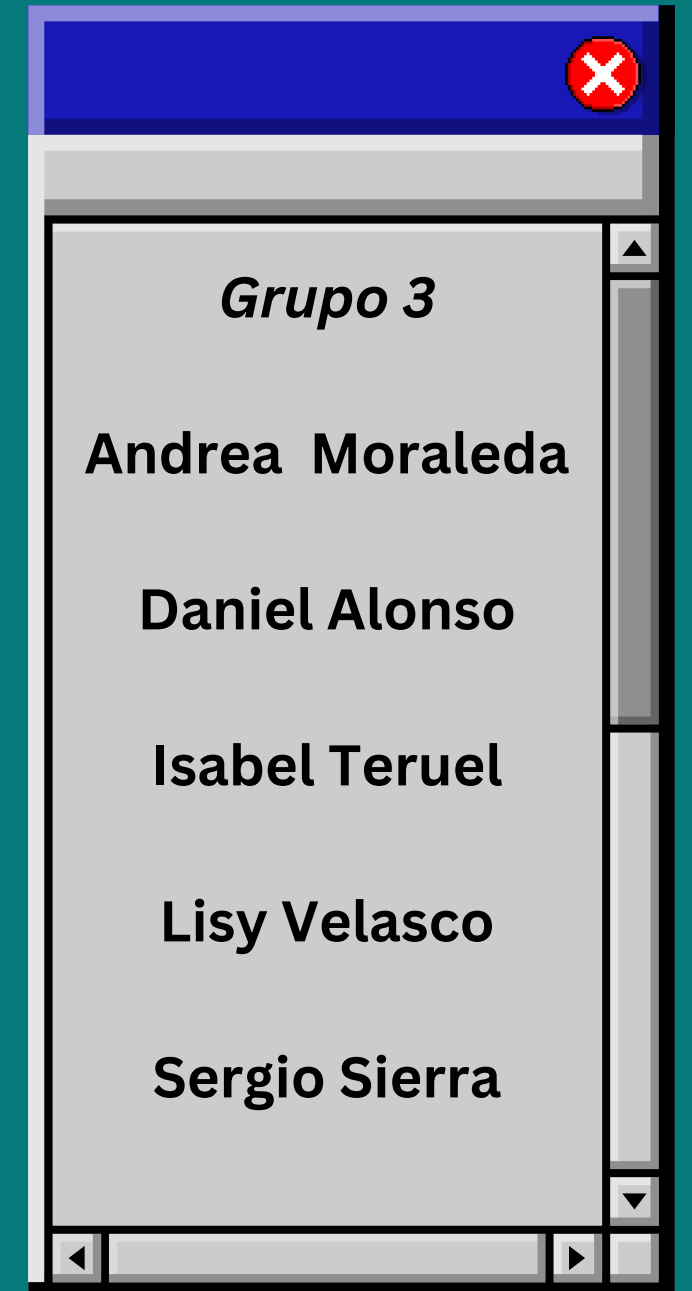 Grupo 3
Andrea  Moraleda
Daniel Alonso
Isabel Teruel
Lisy Velasco
Sergio Sierra